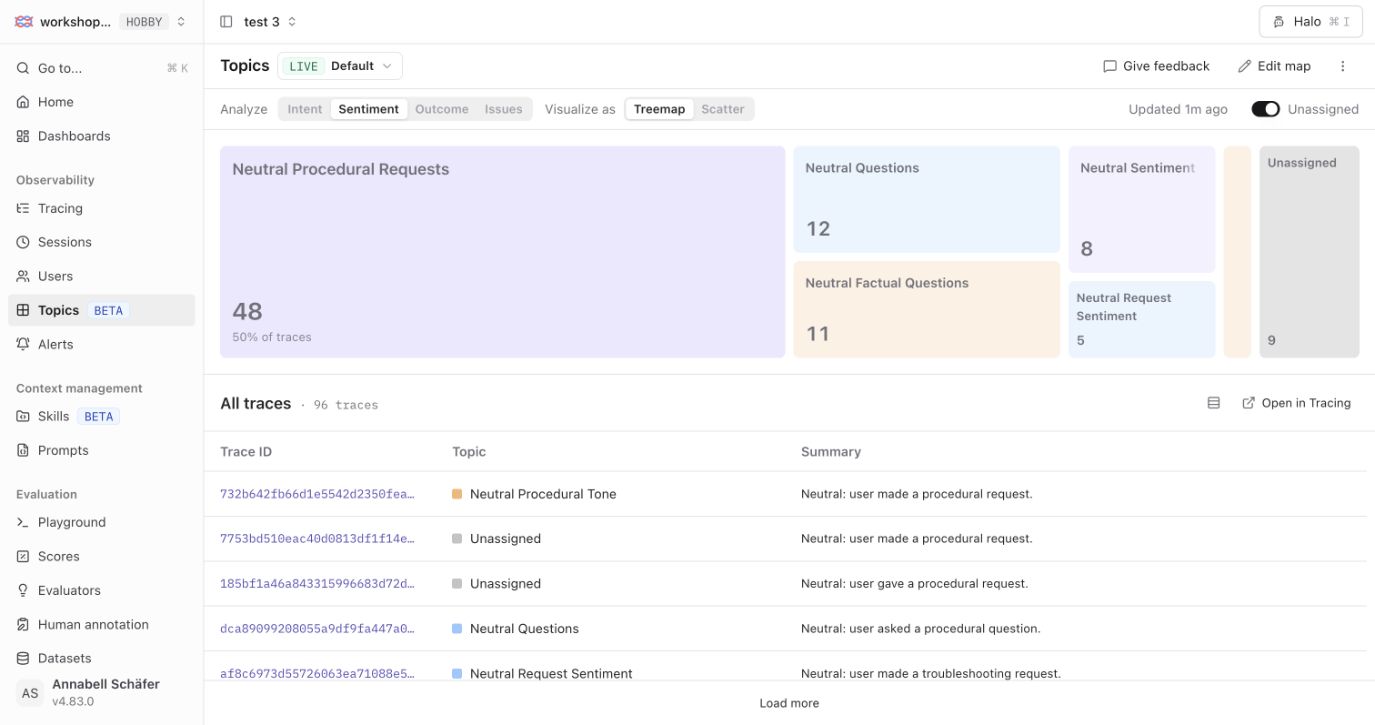 workshop... HOBBY
test 3
Halo ⌘ I
Go to... ⌘ K
Home
Dashboards
Observability
Tracing
Sessions
Users
Topics BETA
Alerts
Context management
Skills BETA
Prompts
Evaluation
Playground
Scores
Evaluators
Human annotation
Datasets
AS
Annabell Schäfer
v4.83.0
Topics LIVE Default
Give feedback
Edit map
Analyze Intent Sentiment Outcome Issues Visualize as Treemap Scatter
Updated 1m ago
Unassigned
Neutral Procedural Requests
48
50% of traces
Neutral Questions
12
Neutral Factual Questions
11
Neutral Sentiment
8
Neutral Request
Sentiment
5
Unassigned
9
All traces · 96 traces
Open in Tracing
Trace ID Topic Summary
732b642fb66d1e5542d2350fea… Neutral Procedural Tone Neutral: user made a procedural request.
7753bd510eac40d0813df1f14e… Unassigned Neutral: user made a procedural request.
185bf1a46a843315996683d72d… Unassigned Neutral: user gave a procedural request.
dca89099208055a9df9fa447a0… Neutral Questions Neutral: user asked a procedural question.
af8c6973d55726063ea71088e5… Neutral Request Sentiment Neutral: user made a troubleshooting request.
Load more